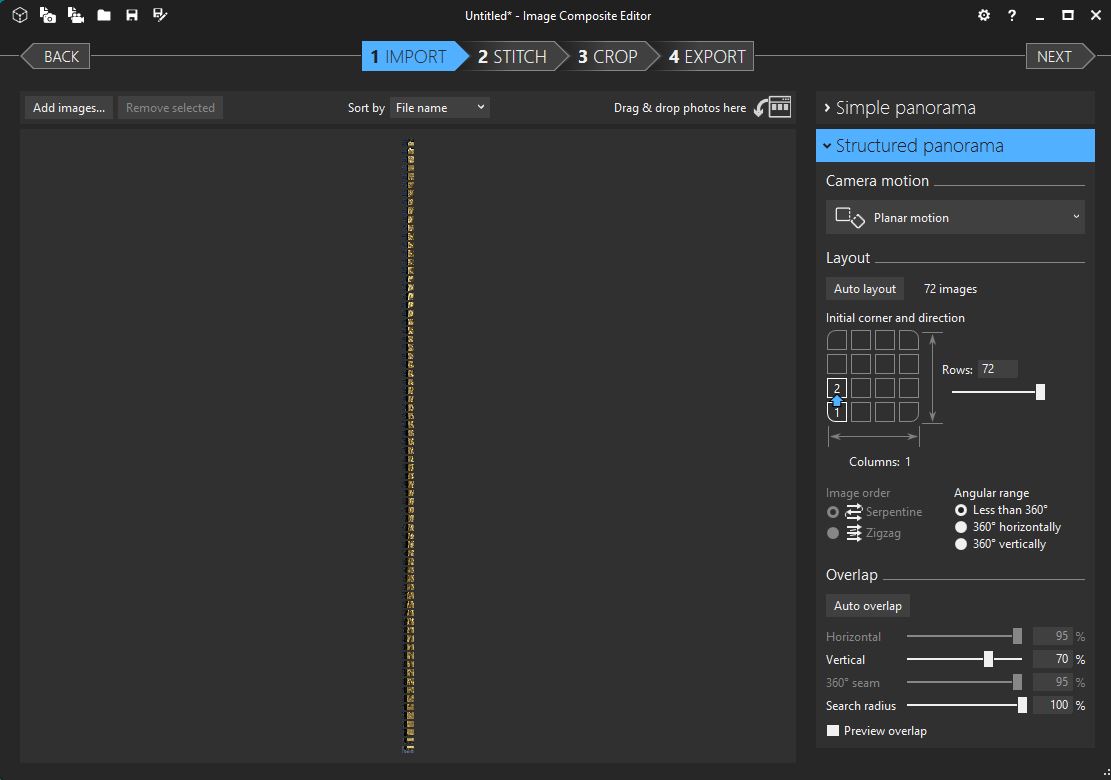 Untitled* - Image Composite Editor
?
BACK
1 IMPORT
2 STITCH
3 CROP
4 EXPORT
NEXT
Add images...
Remove selected
Sort by
File name
Drag & drop photos here
Simple panorama
Structured panorama
Camera motion
Planar motion
Layout
Auto layout
72 images
Initial corner and direction
2
1
Rows: 72
Columns: 1
Image order
Serpentine
Zigzag
Angular range
Less than 360°
360° horizontally
360° vertically
Overlap
Auto overlap
Horizontal 95 %
Vertical 70 %
360° seam 95 %
Search radius 100 %
Preview overlap